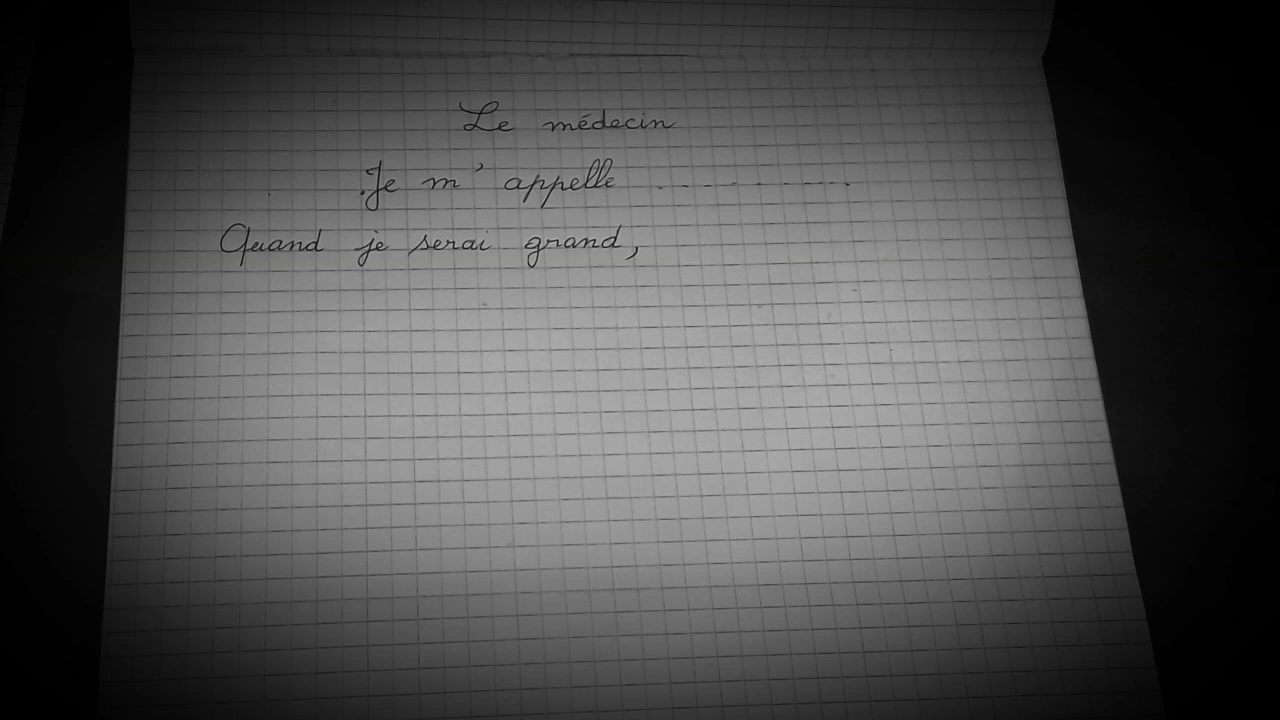 Le médecin
Je m' appelle ............
Quand je serai grand,